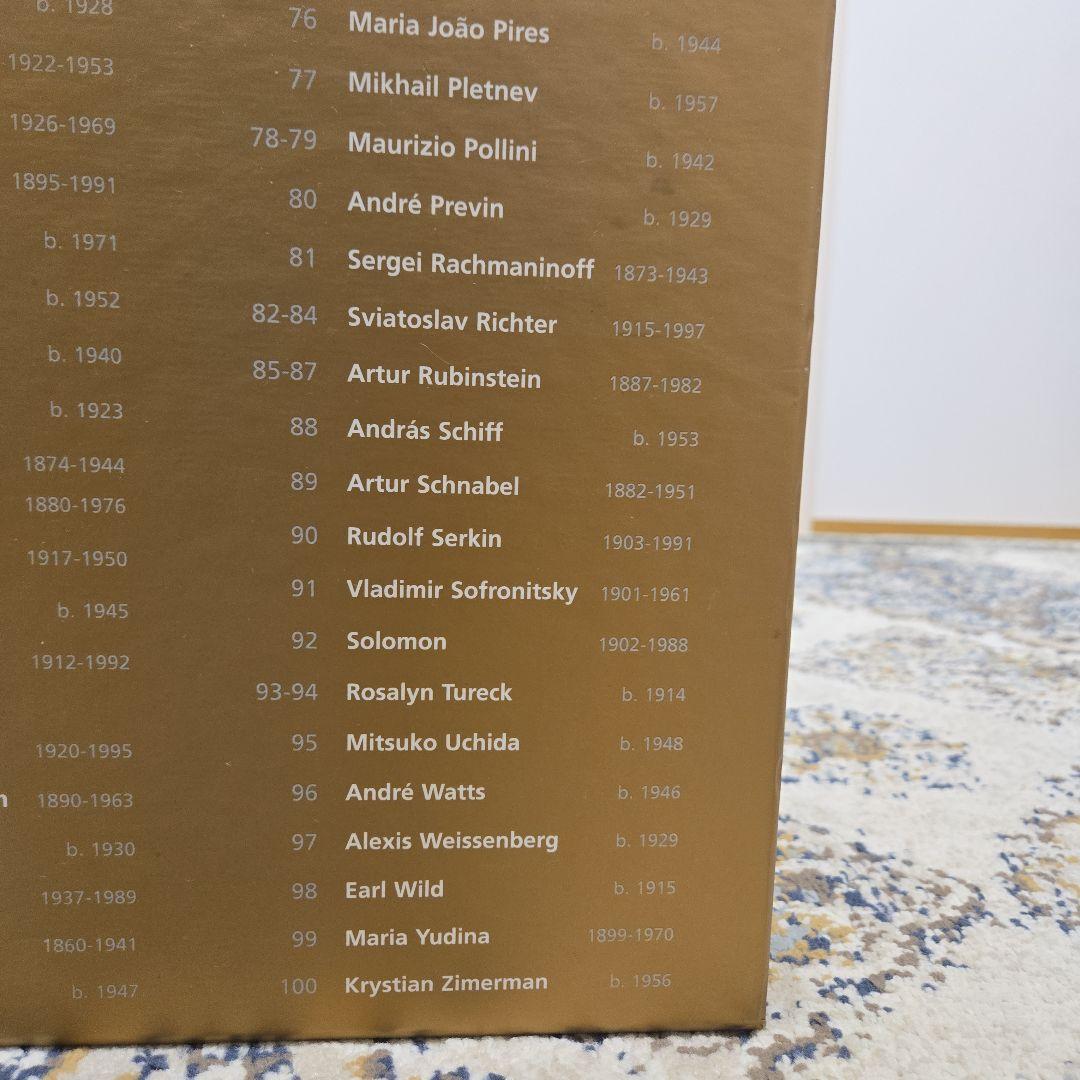 b. 1928
1922-1953
1926-1969
1895-1991
b. 1971
b. 1952
b. 1940
b. 1923
1874-1944
1880-1976
1917-1950
b. 1945
1912-1992
1920-1995
n 1890-1963
b. 1930
1937-1989
1860-1941
b. 1947
76 Maria João Pires b. 1944
77 Mikhail Pletnev b. 1957
78-79 Maurizio Pollini b. 1942
80 André Previn b. 1929
81 Sergei Rachmaninoff 1873-1943
82-84 Sviatoslav Richter 1915-1997
85-87 Artur Rubinstein 1887-1982
88 András Schiff b. 1953
89 Artur Schnabel 1882-1951
90 Rudolf Serkin 1903-1991
91 Vladimir Sofronitsky 1901-1961
92 Solomon 1902-1988
93-94 Rosalyn Tureck b. 1914
95 Mitsuko Uchida b. 1948
96 André Watts b. 1946
97 Alexis Weissenberg b. 1929
98 Earl Wild b. 1915
99 Maria Yudina 1899-1970
100 Krystian Zimerman b. 1956